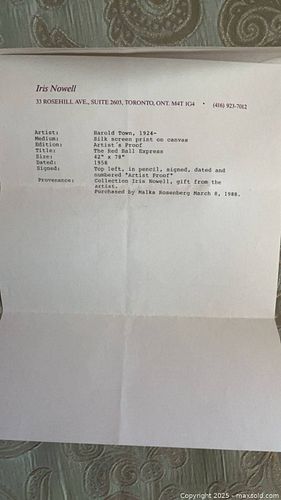 Iris Nowell
33 ROSEHILL AVE., SUITE 2603, TORONTO, ONT. M4T 1G4 • (416) 923-7012
Artist: Harold Town, 1924-
Medium: Silk screen print on canvas
Edition: Artist's Proof
Title: The Red Ball Express
Size: 42" x 78"
Dated: 1958
Signed: Top left, in pencil, signed, dated and
numbered "Artist Proof"
Provenance: Collection Iris Nowell, gift from the
artist.
Purchased by Malka Rosenberg March 8, 1988.
Copyright 2025 - maxsold.com